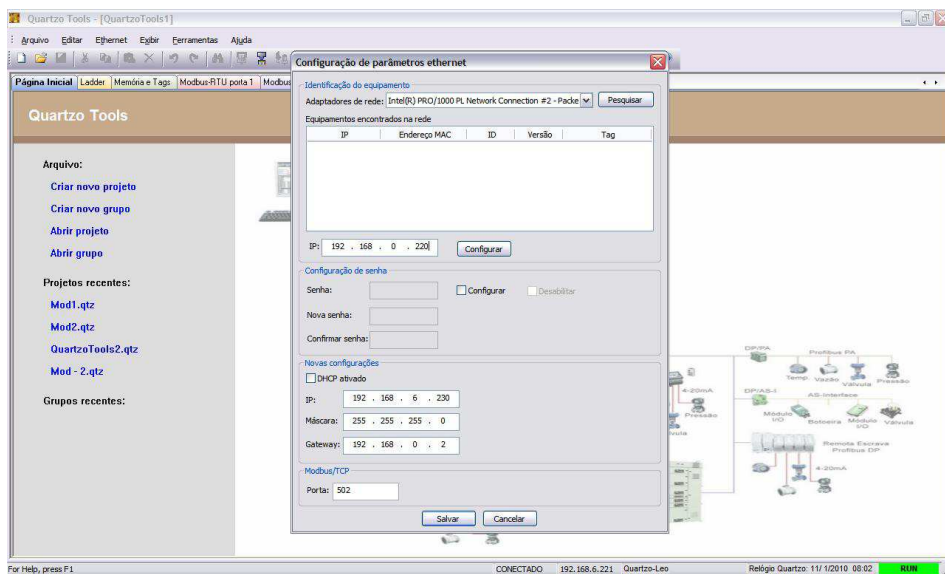 Quartzo Tools - [QuartzoTools1]
Arquivo Editar Ethernet Exibir Ferramentas Ajuda
Página Inicial Ladder Memória e Tags Modbus-RTU porta 1 Modbus
Quartzo Tools
Arquivo:
Criar novo projeto
Criar novo grupo
Abrir projeto
Abrir grupo
Projetos recentes:
Mod1.qtz
Mod2.qtz
QuartzoTools2.qtz
Mod - 2.qtz
Grupos recentes:
Configuração de parâmetros ethernet
Identificação do equipamento
Adaptadores de rede: Intel(R) PRO/1000 PL Network Connection #2 - Packe Pesquisar
Equipamentos encontrados na rede
IP Endereço MAC ID Versão Tag
IP: 192 . 168 . 0 . 220 Configurar
Configuração de senha
Senha: Configurar Desabilitar
Nova senha:
Confirmar senha:
Novas configurações
DHCP ativado
IP: 192 . 168 . 6 . 230
Máscara: 255 . 255 . 255 . 0
Gateway: 192 . 168 . 0 . 2
Modbus/TCP
Porta: 502
Salvar Cancelar
DP/PA Profibus PA
Temp. Vazão Válvula Pressão
4-20mA DP/AS-I AS-Interface
Pressão
Módulo I/O Botoeira Módulo I/O Válvula
Remota Escrava Profibus DP
4-20mA
For Help, press F1 CONECTADO 192.168.6.221 Quartzo-Leo Relógio Quartzo: 11/ 1/2010 08:02 RUN